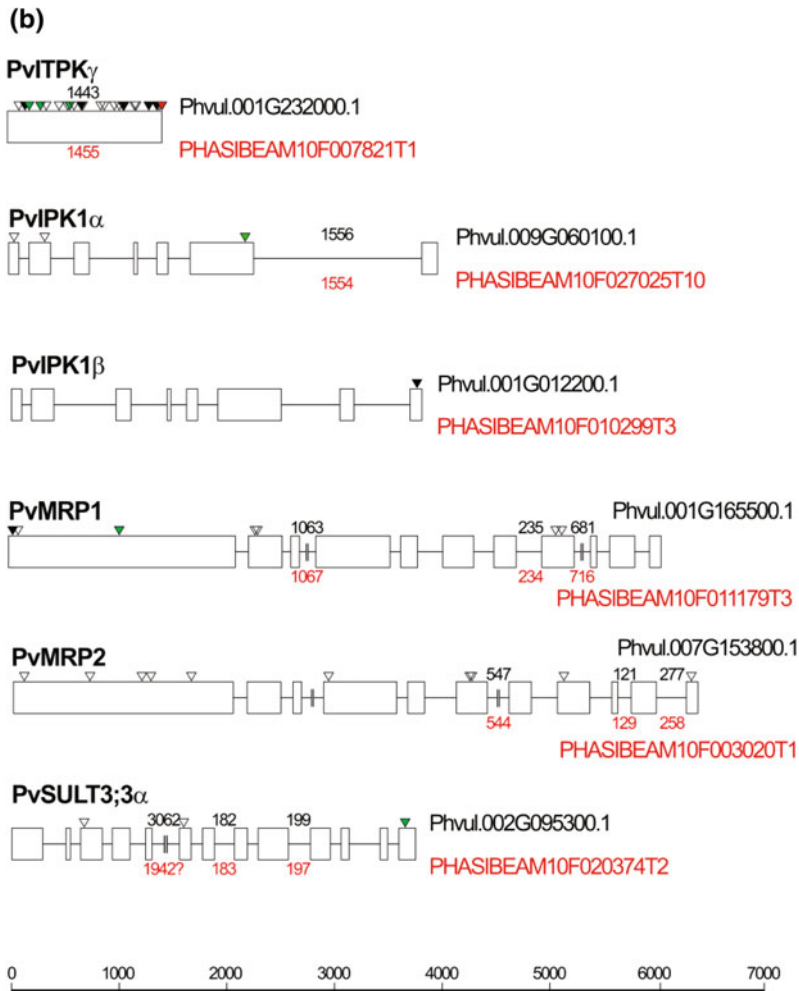 (b)
PvITPKγ
1443
Phvul.001G232000.1
1455
PHASIBEAM10F007821T1
PvIPK1α
1556
Phvul.009G060100.1
1554
PHASIBEAM10F027025T10
PvIPK1β
Phvul.001G012200.1
PHASIBEAM10F010299T3
PvMRP1
Phvul.001G165500.1
1063 235 681
1067 234 716
PHASIBEAM10F011179T3
PvMRP2
Phvul.007G153800.1
547 121 277
544 129 258
PHASIBEAM10F003020T1
PvSULT3;3α
3062 182 199
Phvul.002G095300.1
1942? 183 197
PHASIBEAM10F020374T2
0 1000 2000 3000 4000 5000 6000 7000